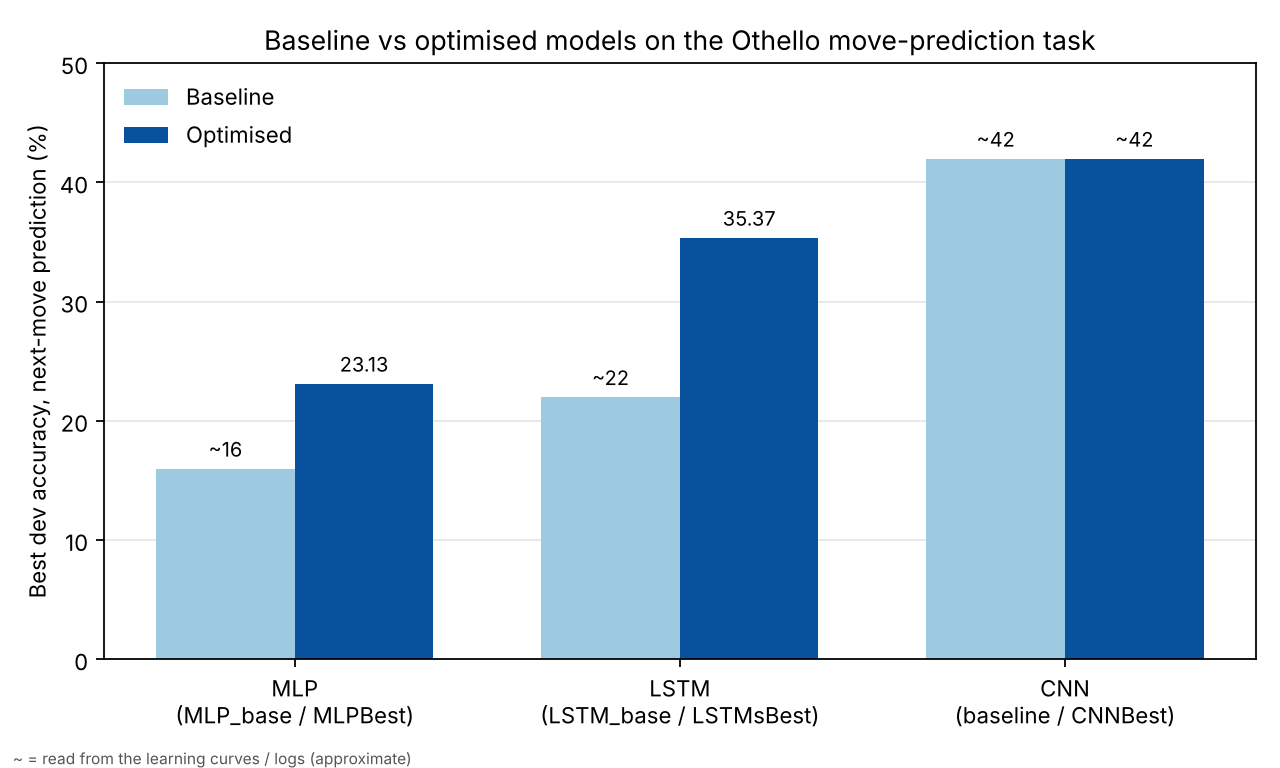 Baseline vs optimised models on the Othello move-prediction task
Best dev accuracy, next-move prediction (%)
50
40
30
20
10
0
Baseline
Optimised
~16
23.13
~22
35.37
~42
~42
MLP
(MLP_base / MLPBest)
LSTM
(LSTM_base / LSTMsBest)
CNN
(baseline / CNNBest)
~ = read from the learning curves / logs (approximate)